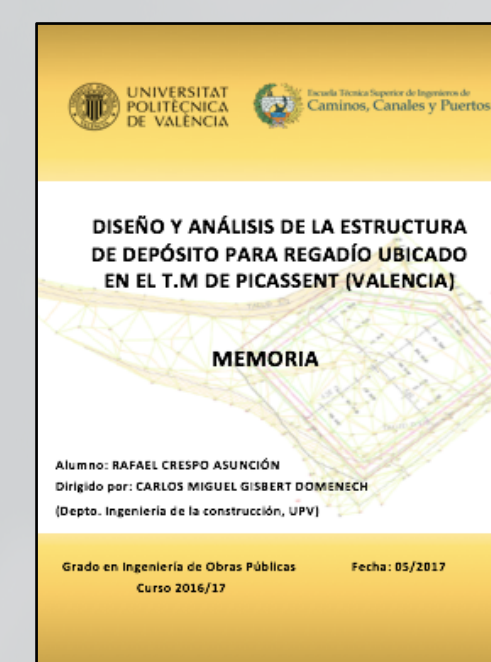 UNIVERSITAT
POLITÈCNICA
DE VALÈNCIA
Escuela Técnica Superior de Ingenieros de
Caminos, Canales y Puertos
DISEÑO Y ANÁLISIS DE LA ESTRUCTURA
DE DEPÓSITO PARA REGADÍO UBICADO
EN EL T.M DE PICASSENT (VALENCIA)
MEMORIA
Alumno: RAFAEL CRESPO ASUNCIÓN
Dirigido por: CARLOS MIGUEL GISBERT DOMENECH
(Depto. Ingeniería de la construcción, UPV)
Grado en Ingeniería de Obras Públicas
Fecha: 05/2017
Curso 2016/17